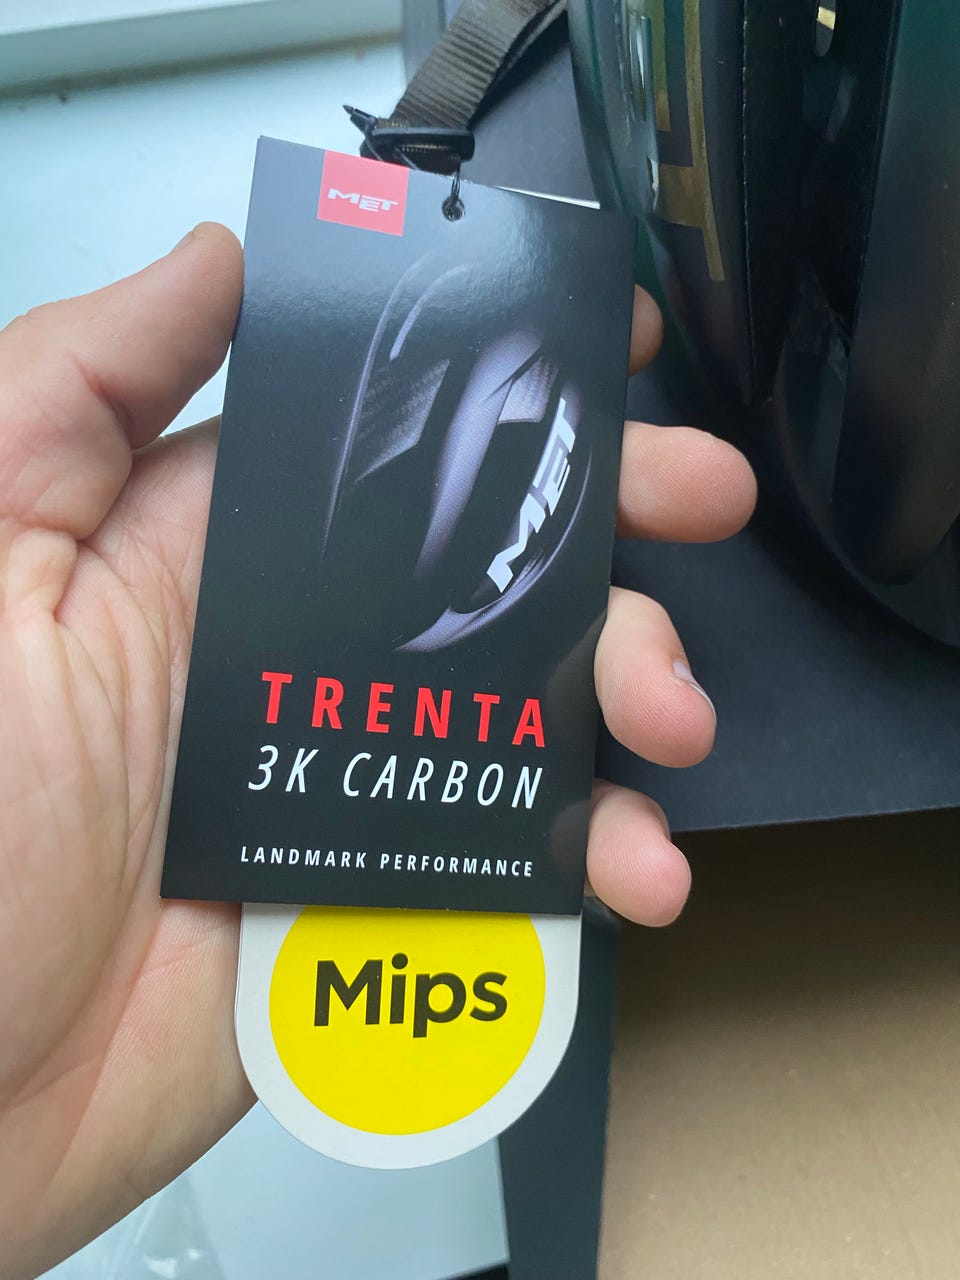 MET
MET
TRENTA
3K CARBON
LANDMARK PERFORMANCE
Mips